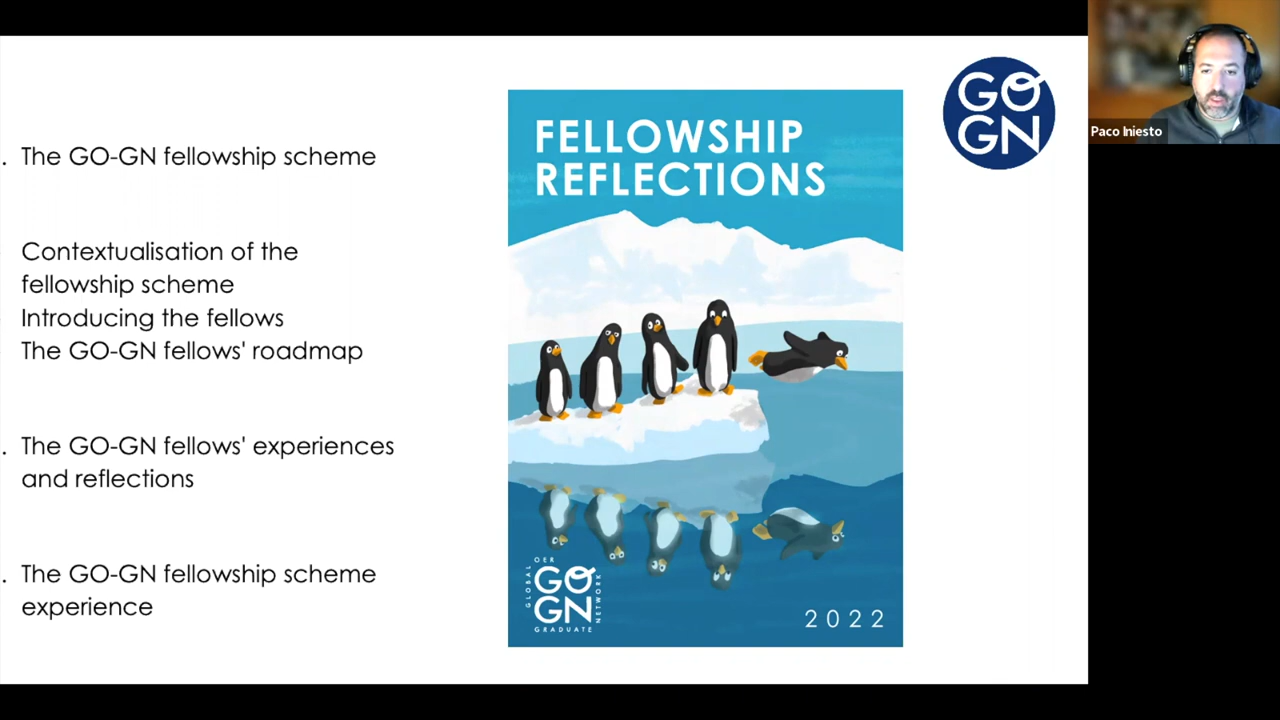 . The GO-GN fellowship scheme
Contextualisation of the
fellowship scheme
Introducing the fellows
The GO-GN fellows' roadmap
. The GO-GN fellows' experiences
and reflections
. The GO-GN fellowship scheme
experience
FELLOWSHIP
REFLECTIONS
OER
GLOBAL
GO
GN
NETWORK
GRADUATE
2022
GO
GN
Paco Iniesto